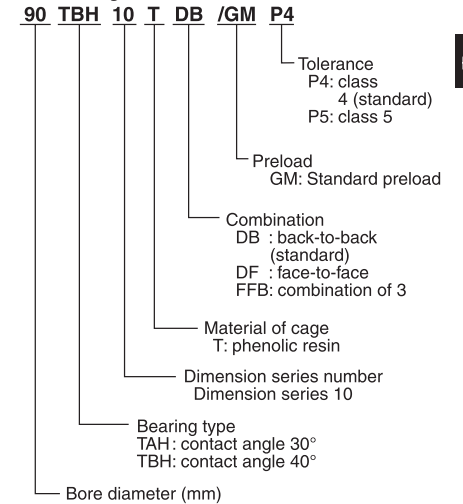 90 TBH 10 T DB /GM P4
Tolerance
P4: class
4 (standard)
P5: class 5
Preload
GM: Standard preload
Combination
DB : back-to-back
(standard)
DF : face-to-face
FFB: combination of 3
Material of cage
T: phenolic resin
Dimension series number
Dimension series 10
Bearing type
TAH: contact angle 30°
TBH: contact angle 40°
Bore diameter (mm)